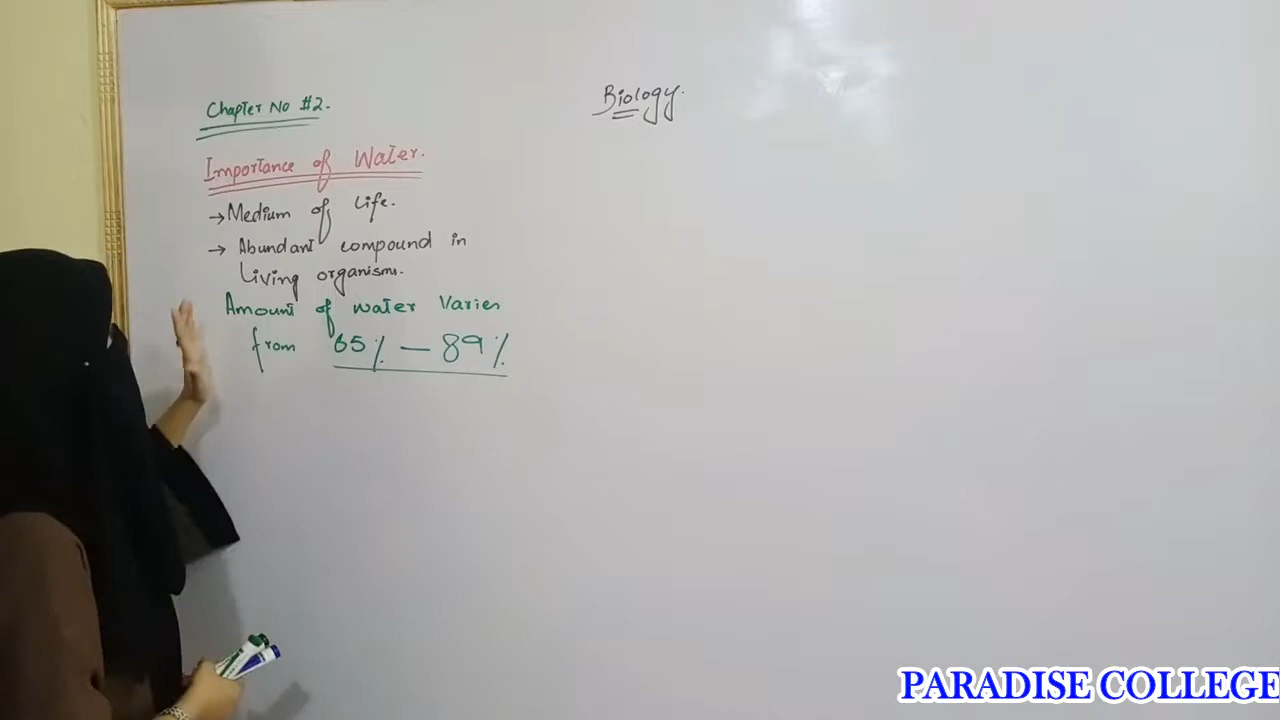 Chapter No #2.
Biology.
Importance of Water.
→ Medium of Life.
→ Abundant compound in
Living organisms.
Amount of water Varies
from 65% — 89%
PARADISE COLLEGE